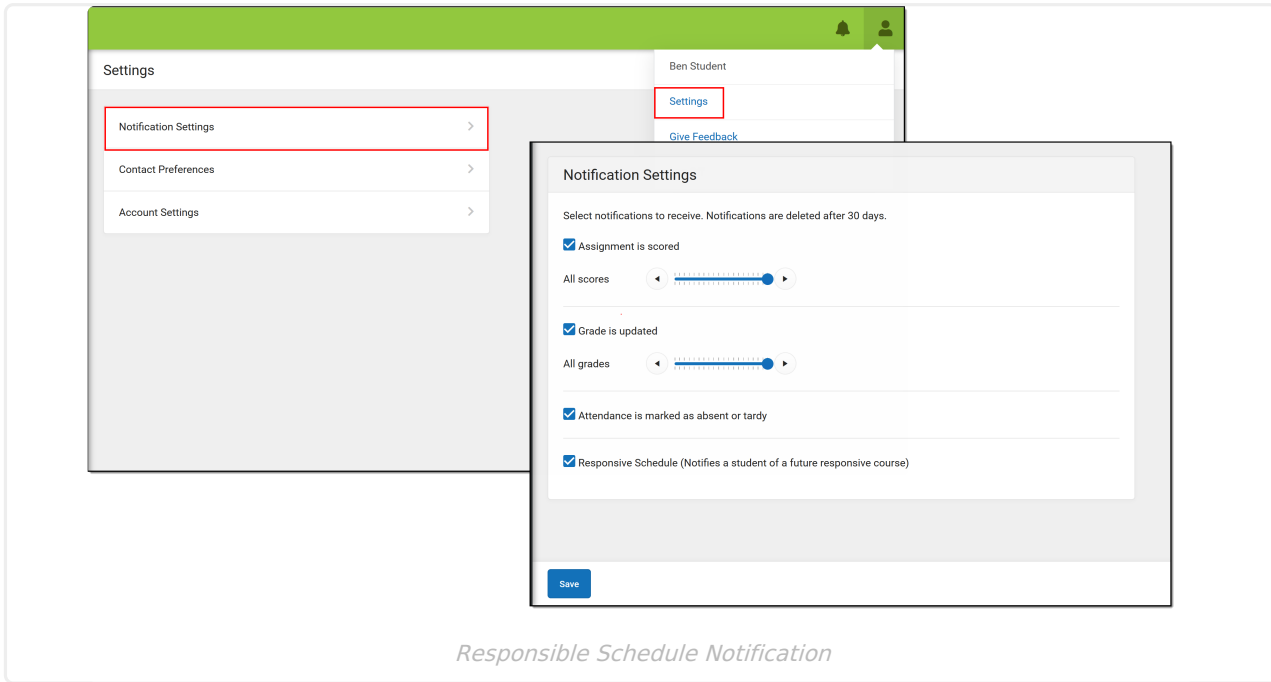 Settings
Notification Settings
Contact Preferences
Account Settings
Ben Student
Settings
Give Feedback
Notification Settings
Select notifications to receive. Notifications are deleted after 30 days.
Assignment is scored
All scores
Grade is updated
All grades
Attendance is marked as absent or tardy
Responsive Schedule (Notifies a student of a future responsive course)
Save
Responsible Schedule Notification